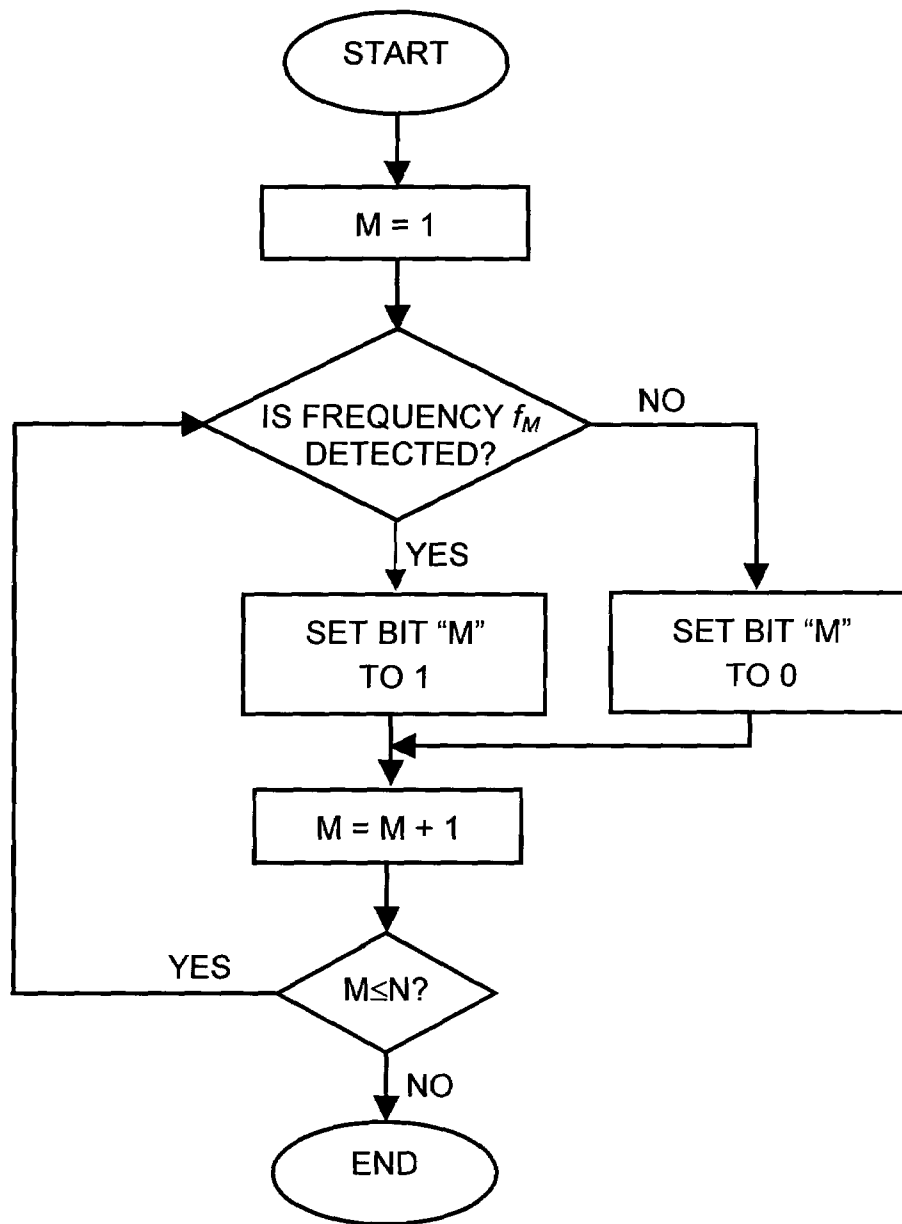 START
M = 1
IS FREQUENCY f_M
DETECTED?
NO
YES
SET BIT “M”
TO 1
SET BIT “M”
TO 0
M = M + 1
YES
M≤N?
NO
END